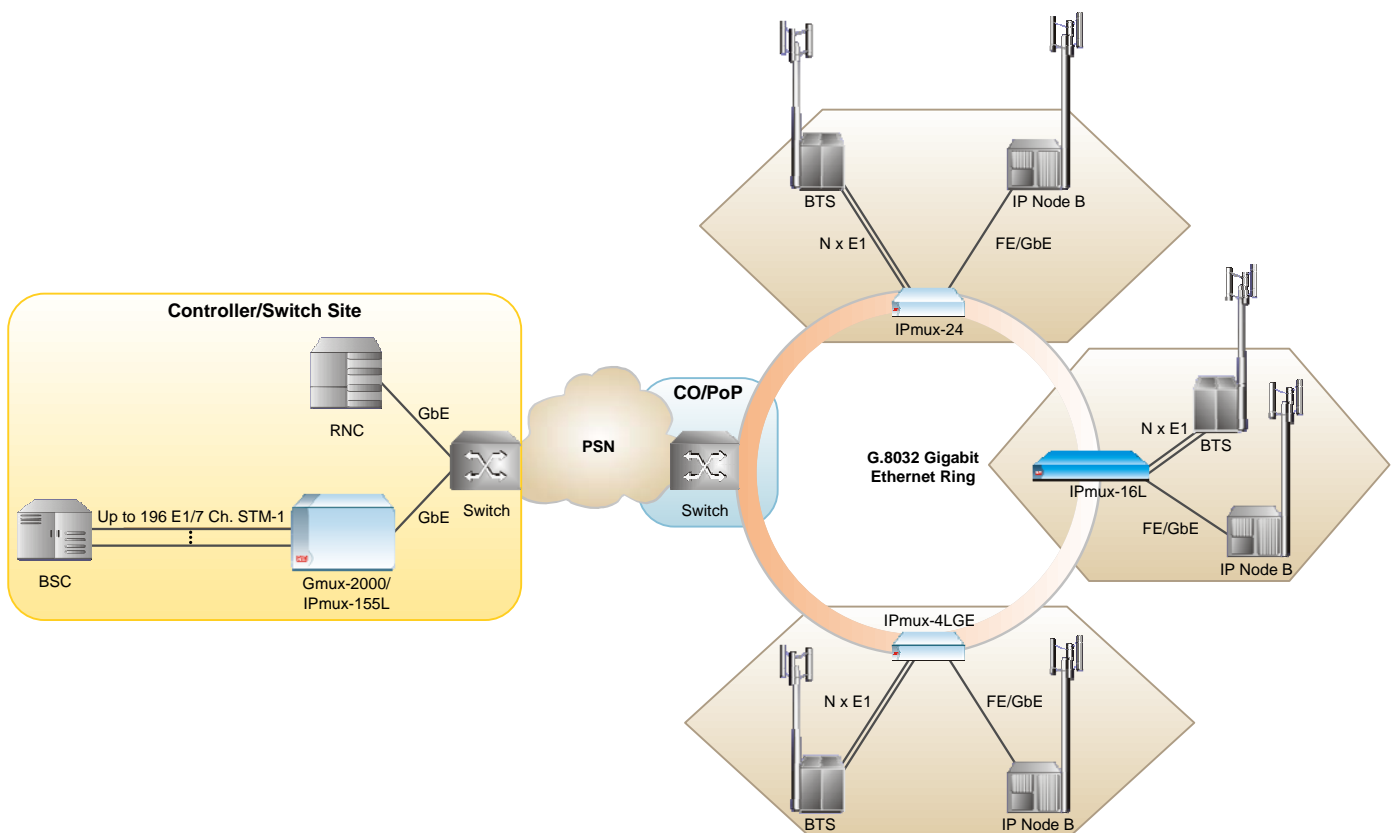 BTS
IP Node B
N x E1
FE/GbE
IPmux-24
Controller/Switch Site
RNC
GbE
Switch
GbE
Up to 196 E1/7 Ch. STM-1
BSC
Gmux-2000/
IPmux-155L
PSN
CO/PoP
Switch
G.8032 Gigabit
Ethernet Ring
N x E1
BTS
IPmux-16L
FE/GbE
IP Node B
IPmux-4LGE
N x E1
FE/GbE
BTS
IP Node B